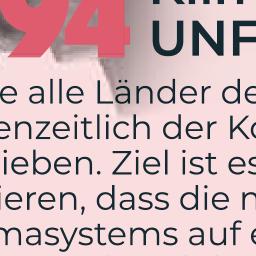 94
UNF
e alle Länder de
enzeitlich der Ko
ieben. Ziel ist es
ieren, dass die n
masystems auf e